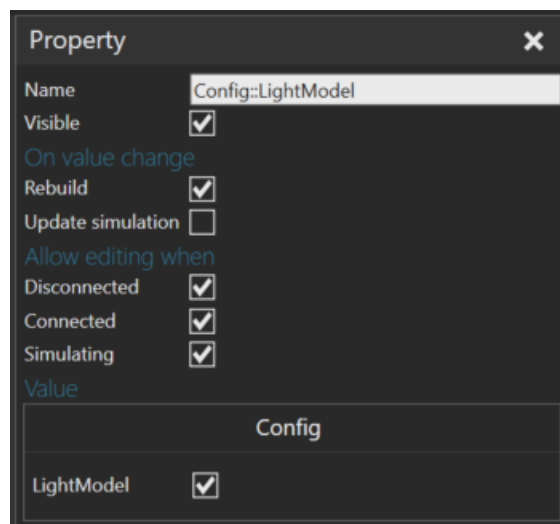 Property
Name Config::LightModel
Visible
On value change
Rebuild
Update simulation
Allow editing when
Disconnected
Connected
Simulating
Value
Config
LightModel